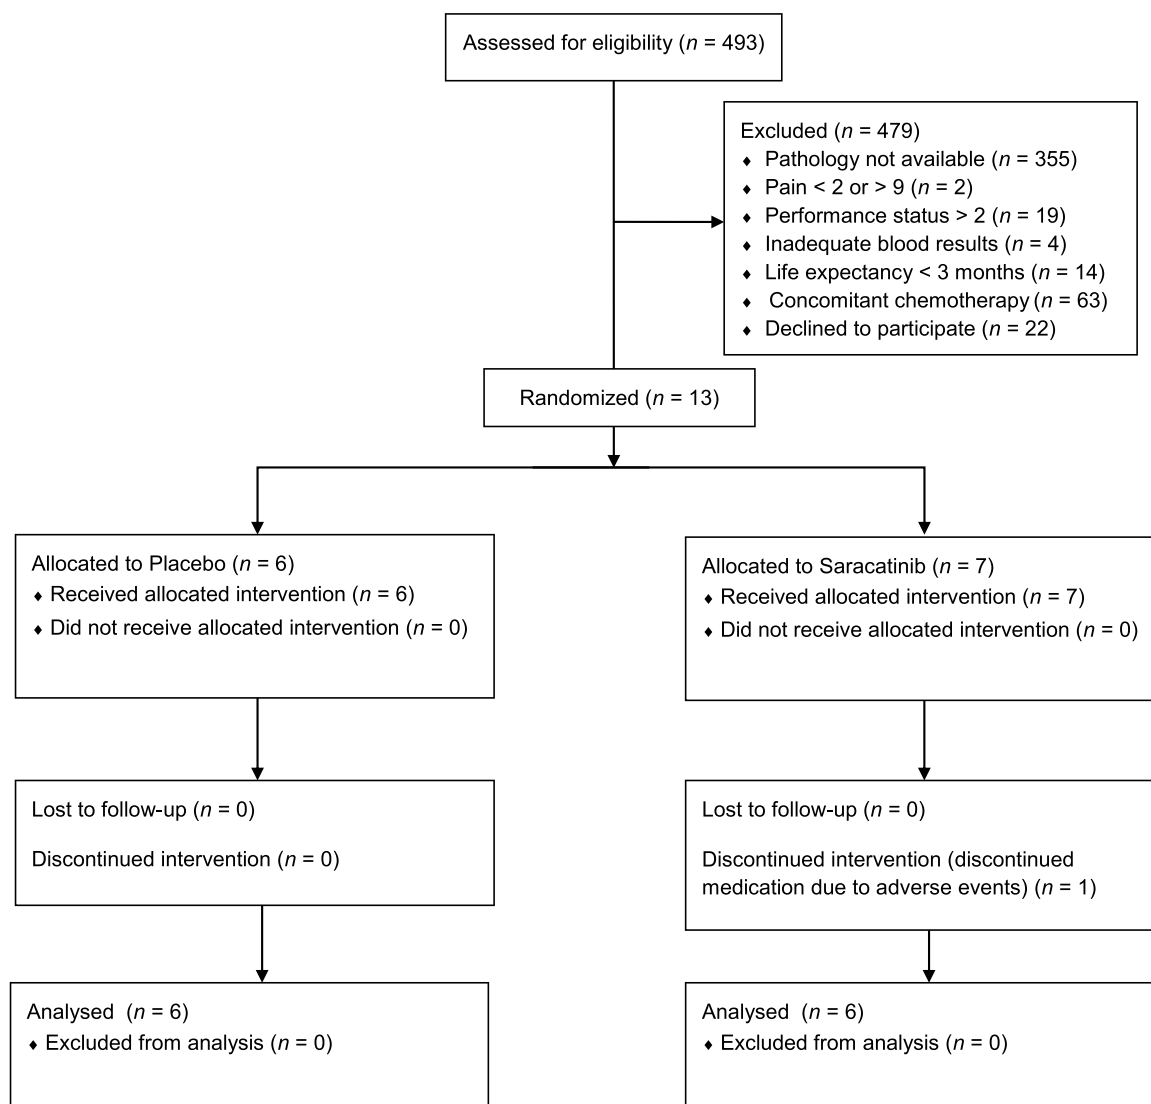 Assessed for eligibility (n = 493)
Excluded (n = 479)
♦ Pathology not available (n = 355)
♦ Pain < 2 or > 9 (n = 2)
♦ Performance status > 2 (n = 19)
♦ Inadequate blood results (n = 4)
♦ Life expectancy < 3 months (n = 14)
♦ Concomitant chemotherapy (n = 63)
♦ Declined to participate (n = 22)
Randomized (n = 13)
Allocated to Placebo (n = 6)
♦ Received allocated intervention (n = 6)
♦ Did not receive allocated intervention (n = 0)
Allocated to Saracatinib (n = 7)
♦ Received allocated intervention (n = 7)
♦ Did not receive allocated intervention (n = 0)
Lost to follow-up (n = 0)
Discontinued intervention (n = 0)
Lost to follow-up (n = 0)
Discontinued intervention (discontinued
medication due to adverse events) (n = 1)
Analysed (n = 6)
♦ Excluded from analysis (n = 0)
Analysed (n = 6)
♦ Excluded from analysis (n = 0)